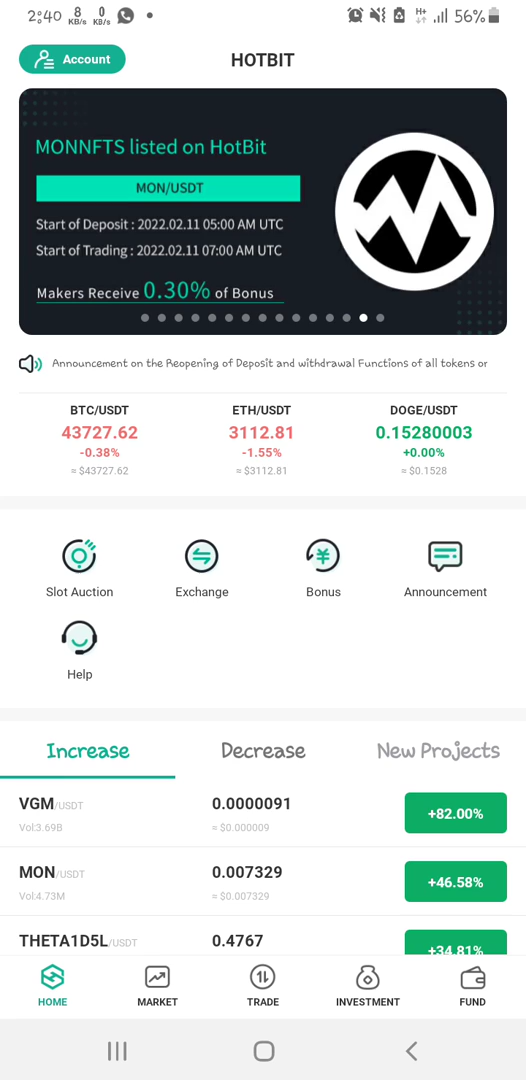 2:40 8 KB/s 0 KB/s H+ 56%
Account
HOTBIT
MONNFTS listed on HotBit
MON/USDT
Start of Deposit : 2022.02.11 05:00 AM UTC
Start of Trading : 2022.02.11 07:00 AM UTC
Makers Receive 0.30% of Bonus
Announcement on the Reopening of Deposit and withdrawal Functions of all tokens or
BTC/USDT ETH/USDT DOGE/USDT
43727.62 3112.81 0.15280003
-0.38% -1.55% +0.00%
≈ $43727.62 ≈ $3112.81 ≈ $0.1528
Slot Auction Exchange Bonus Announcement
Help
Increase Decrease New Projects
VGM/USDT 0.0000091 +82.00%
Vol:3.69B ≈ $0.000009
MON/USDT 0.007329 +46.58%
Vol:4.73M ≈ $0.007329
THETA1D5L/USDT 0.4767 +34.81%
HOME MARKET TRADE INVESTMENT FUND